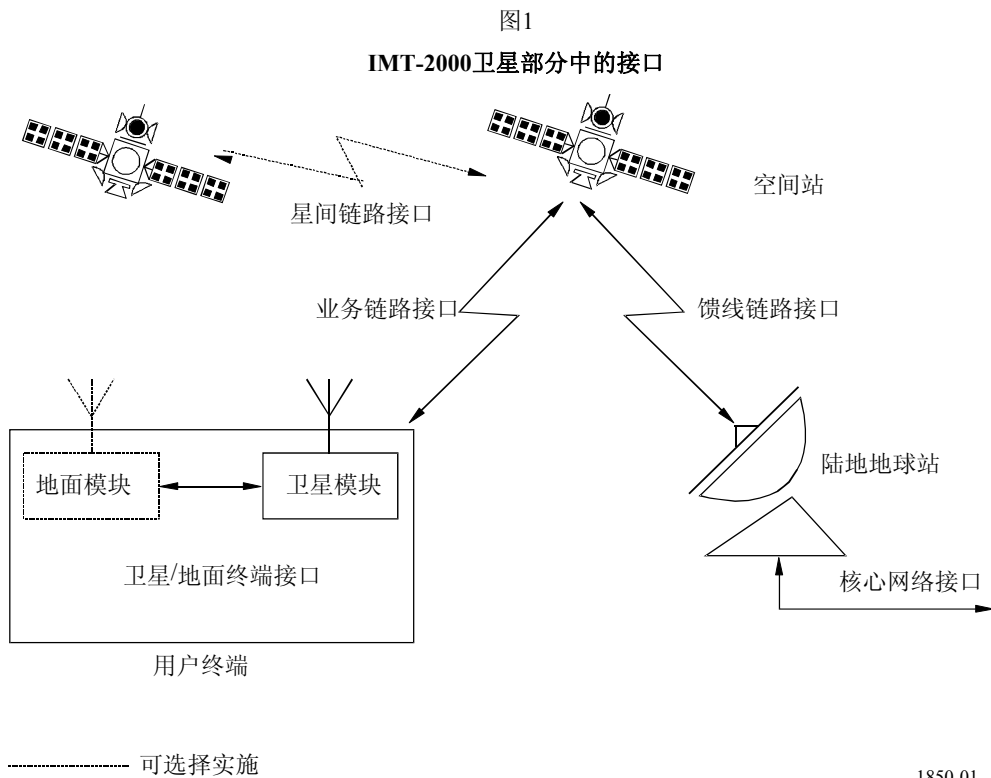 图1
IMT-2000卫星部分中的接口
空间站
星间链路接口
业务链路接口
馈线链路接口
陆地地球站
地面模块
卫星模块
卫星/地面终端接口
核心网络接口
用户终端
可选择实施
1850-01